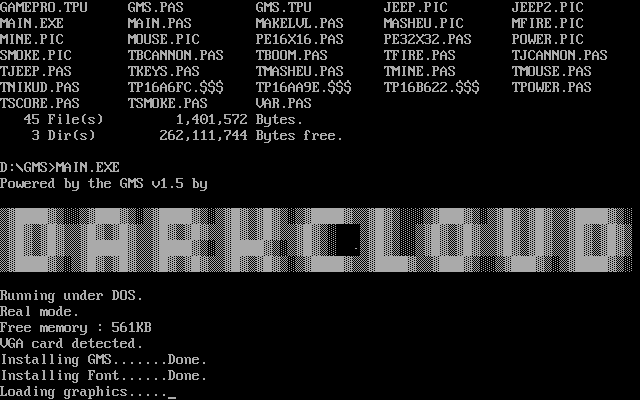 GAMEPRO.TPU GMS.PAS GMS.TPU JEEP.PIC JEEP2.PIC
MAIN.EXE MAIN.PAS MAKELVL.PAS MASHEU.PIC MFIRE.PIC
MINE.PIC MOUSE.PIC PE16X16.PAS PE32X32.PAS POWER.PIC
SMOKE.PIC TBCANNON.PAS TBOOM.PAS TFIRE.PAS TJCANNON.PAS
TJEEP.PAS TKEYS.PAS TMASHEU.PAS TMINE.PAS TMOUSE.PAS
TNIKUD.PAS TP16A6FC.$$$ TP16AA9E.$$$ TP16B622.$$$ TPOWER.PAS
TSCORE.PAS TSMOKE.PAS VAR.PAS
45 File(s) 1,401,572 Bytes.
3 Dir(s) 262,111,744 Bytes free.
D:\GMS>MAIN.EXE
Powered by the GMS v1.5 by
DARKCLOUD
Running under DOS.
Real mode.
Free memory : 561KB
VGA card detected.
Installing GMS.......Done.
Installing Font......Done.
Loading graphics....._